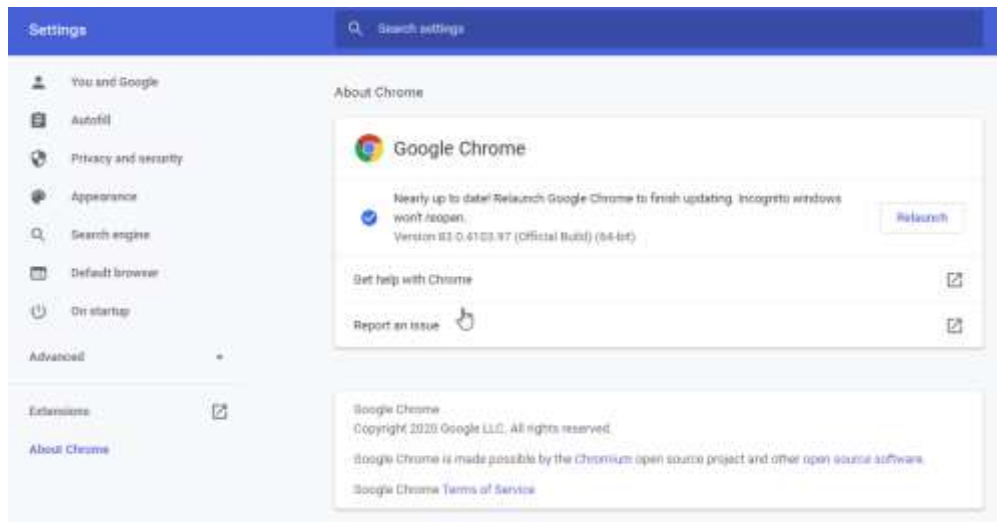 Settings
Search settings
You and Google
Autofill
Privacy and security
Appearance
Search engine
Default browser
On startup
Advanced
Extensions
About Chrome
About Chrome
Google Chrome
Nearly up to date! Relaunch Google Chrome to finish updating. Incognito windows
won't reopen.
Version 83.0.4103.97 (Official Build) (64-bit)
Relaunch
Get help with Chrome
Report an issue
Google Chrome
Copyright 2020 Google LLC. All rights reserved.
Google Chrome is made possible by the Chromium open source project and other open source software.
Google Chrome Terms of Service